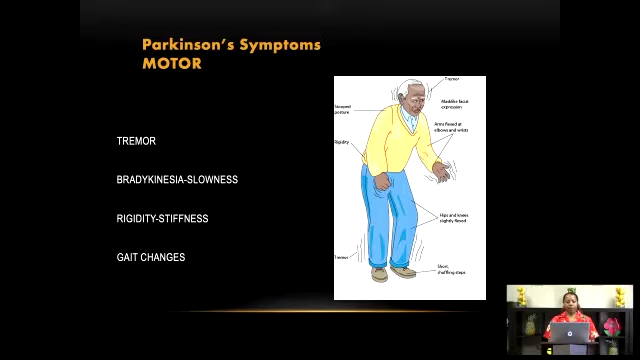 Parkinson's Symptoms
MOTOR
TREMOR
BRADYKINESIA-SLOWNESS
RIGIDITY-STIFFNESS
GAIT CHANGES
Tremor
Masklike facial
expression
Stooped
posture
Arms flexed at
elbows and wrists
Rigidity
Hips and knees
slightly flexed
Tremor
Short,
shuffling steps